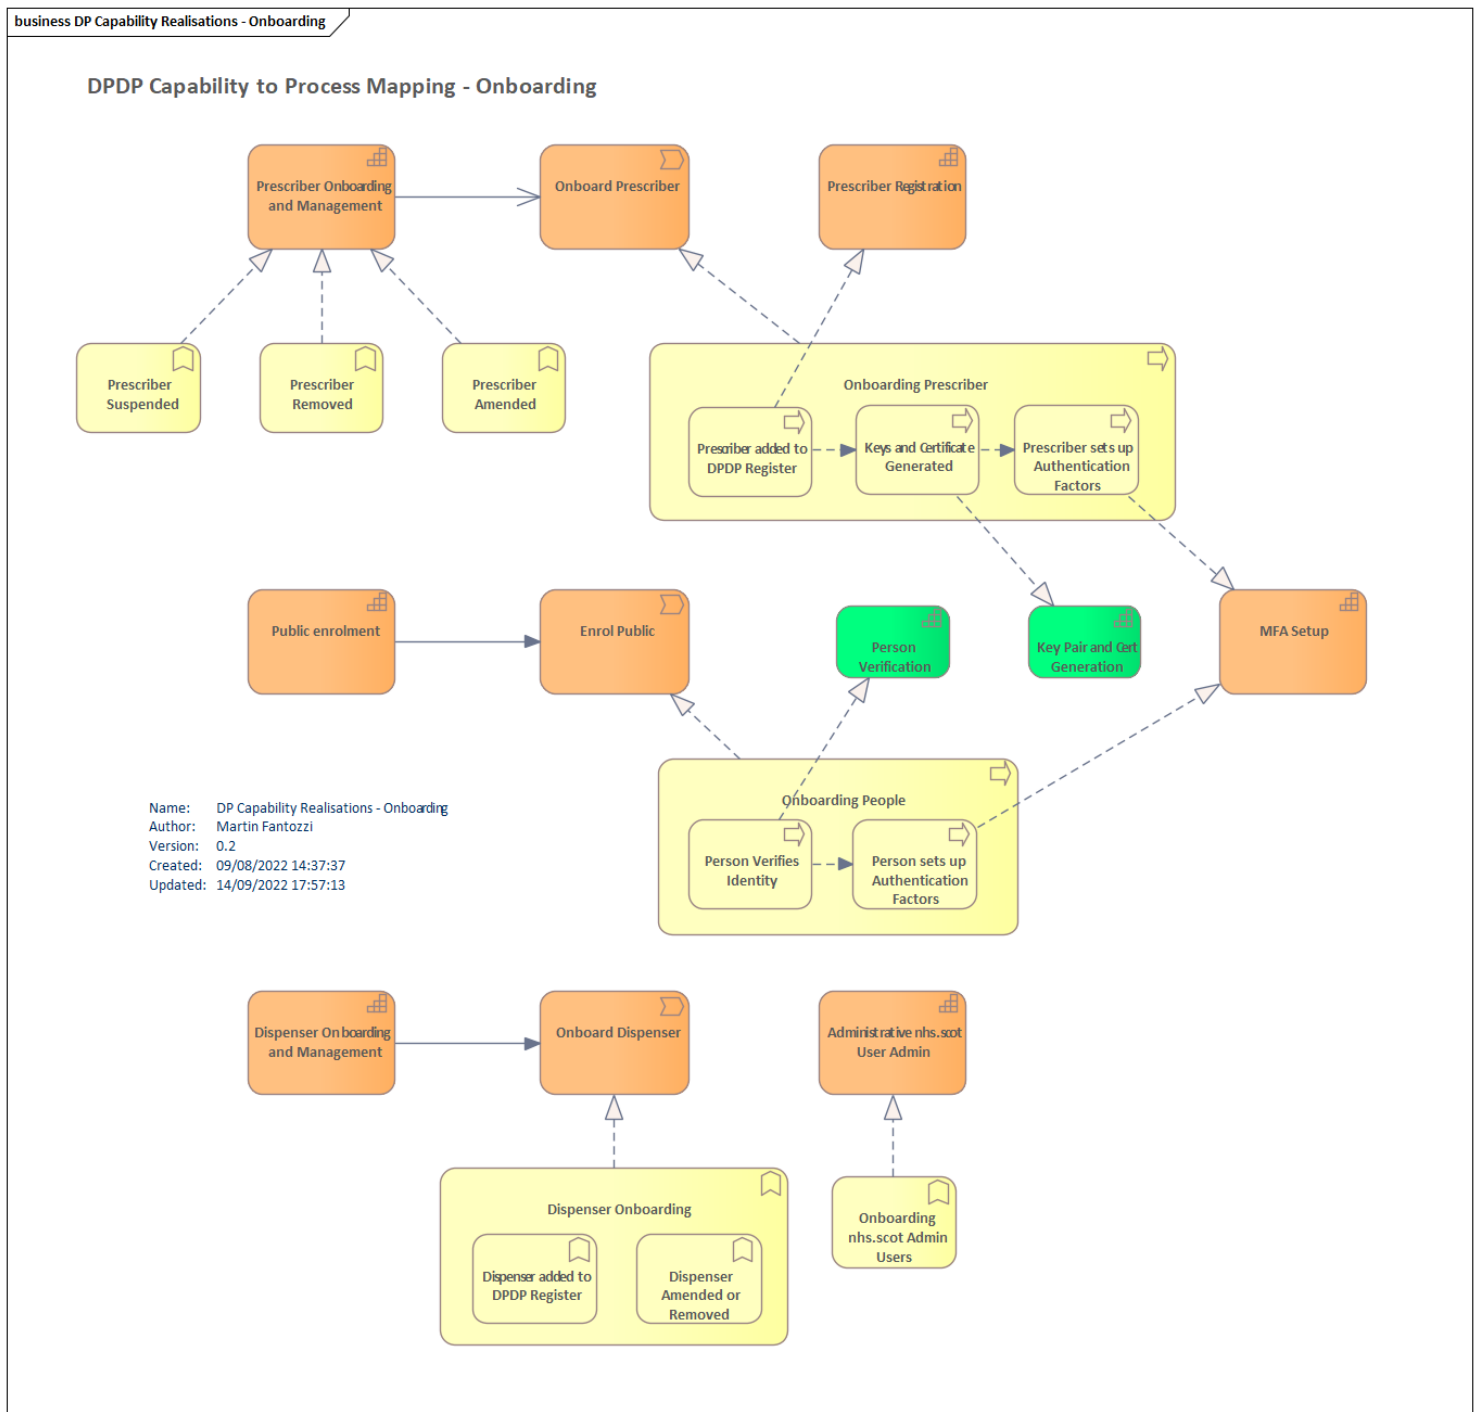 business DP Capability Realisations - Onboarding
DPDP Capability to Process Mapping - Onboarding
Prescriber Onboarding
and Management
Onboard Prescriber
Prescriber Registration
Prescriber
Suspended
Prescriber
Removed
Prescriber
Amended
Onboarding Prescriber
Prescriber added to
DPDP Register
Keys and Certificate
Generated
Prescriber sets up
Authentication
Factors
Public enrolment
Enrol Public
Person
Verification
Key Pair and Cert
Generation
MFA Setup
Onboarding People
Person Verifies
Identity
Person sets up
Authentication
Factors
Name: DP Capability Realisations - Onboarding
Author: Martin Fantozzi
Version: 0.2
Created: 09/08/2022 14:37:37
Updated: 14/09/2022 17:57:13
Dispenser Onboarding
and Management
Onboard Dispenser
Administrative nhs.scot
User Admin
Dispenser Onboarding
Dispenser added to
DPDP Register
Dispenser
Amended or
Removed
Onboarding
nhs.scot Admin
Users